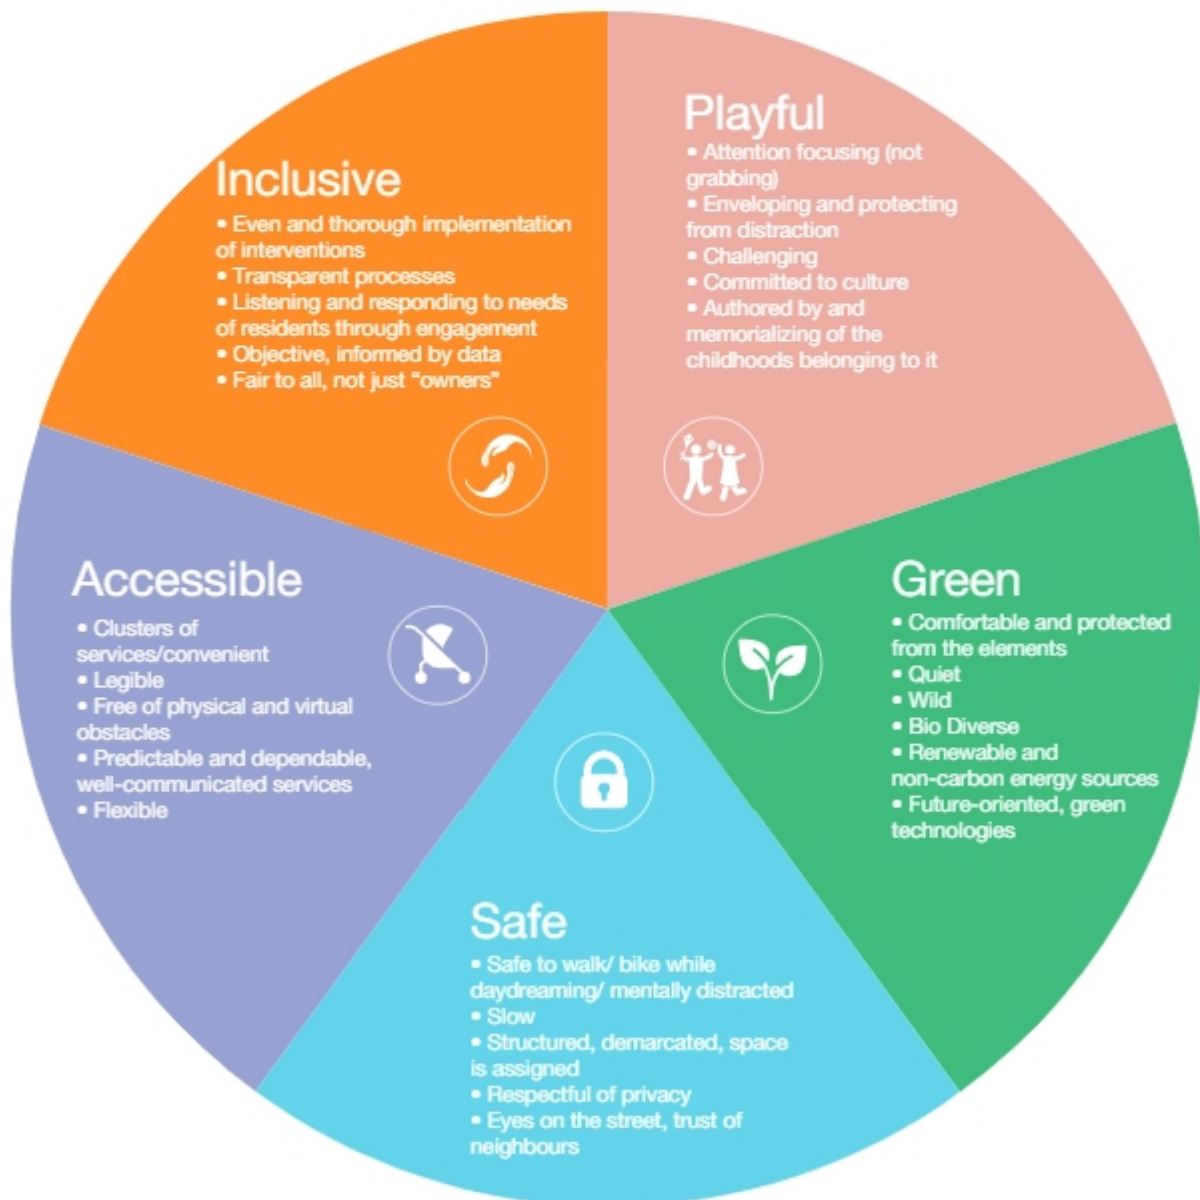 Playful
• Attention focusing (not
grabbing)
• Enveloping and protecting
from distraction
• Challenging
• Committed to culture
• Authored by and
memorializing of the
childhoods belonging to it
Inclusive
• Even and thorough implementation
of interventions
• Transparent processes
• Listening and responding to needs
of residents through engagement
• Objective, informed by data
• Fair to all, not just "owners"
Accessible
• Clusters of
services/convenient
• Legible
• Free of physical and virtual
obstacles
• Predictable and dependable,
well-communicated services
• Flexible
Green
• Comfortable and protected
from the elements
• Quiet
• Wild
• Bio Diverse
• Renewable and
non-carbon energy sources
• Future-oriented, green
technologies
Safe
• Safe to walk/ bike while
daydreaming/ mentally distracted
• Slow
• Structured, demarcated, space
is assigned
• Respectful of privacy
• Eyes on the street, trust of
neighbours